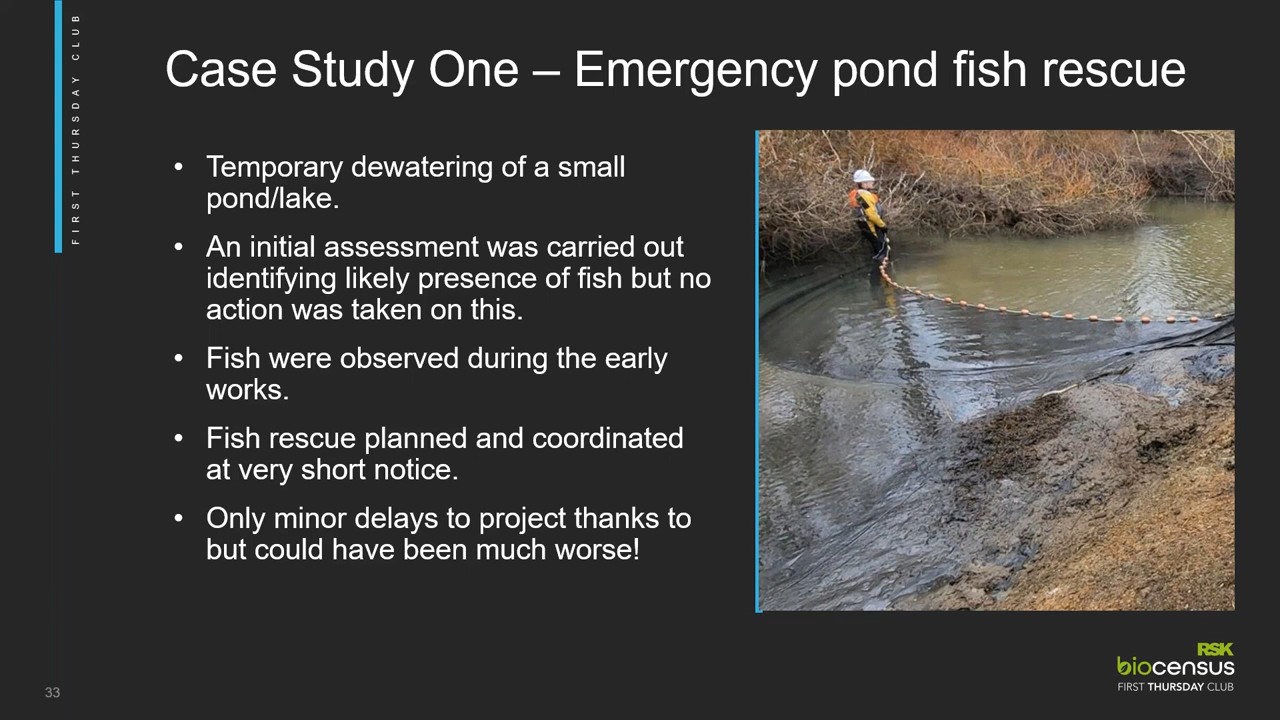 FIRST THURSDAY CLUB
Case Study One – Emergency pond fish rescue
• Temporary dewatering of a small
pond/lake.
• An initial assessment was carried out
identifying likely presence of fish but no
action was taken on this.
• Fish were observed during the early
works.
• Fish rescue planned and coordinated
at very short notice.
• Only minor delays to project thanks to
but could have been much worse!
RSK
biocensus
FIRST THURSDAY CLUB
33